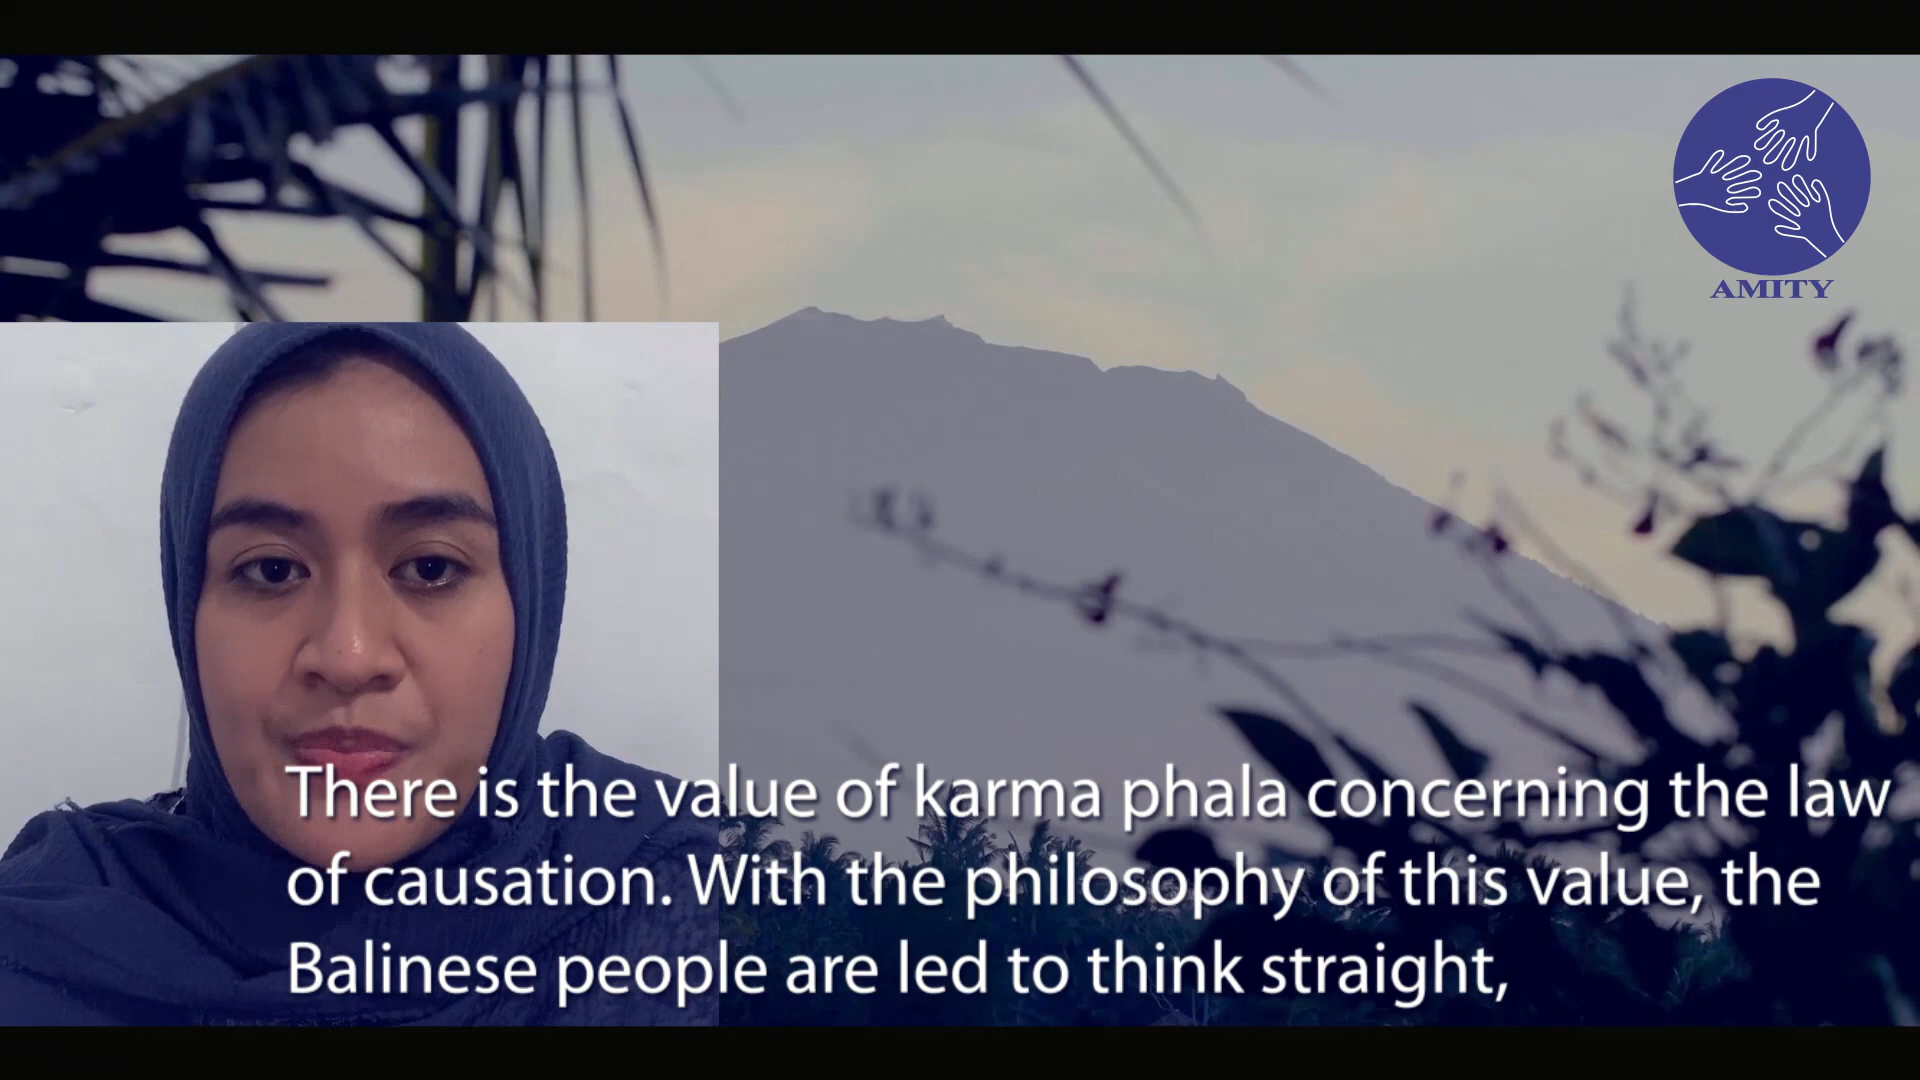 AMITY
There is the value of karma phala concerning the law
of causation. With the philosophy of this value, the
Balinese people are led to think straight,